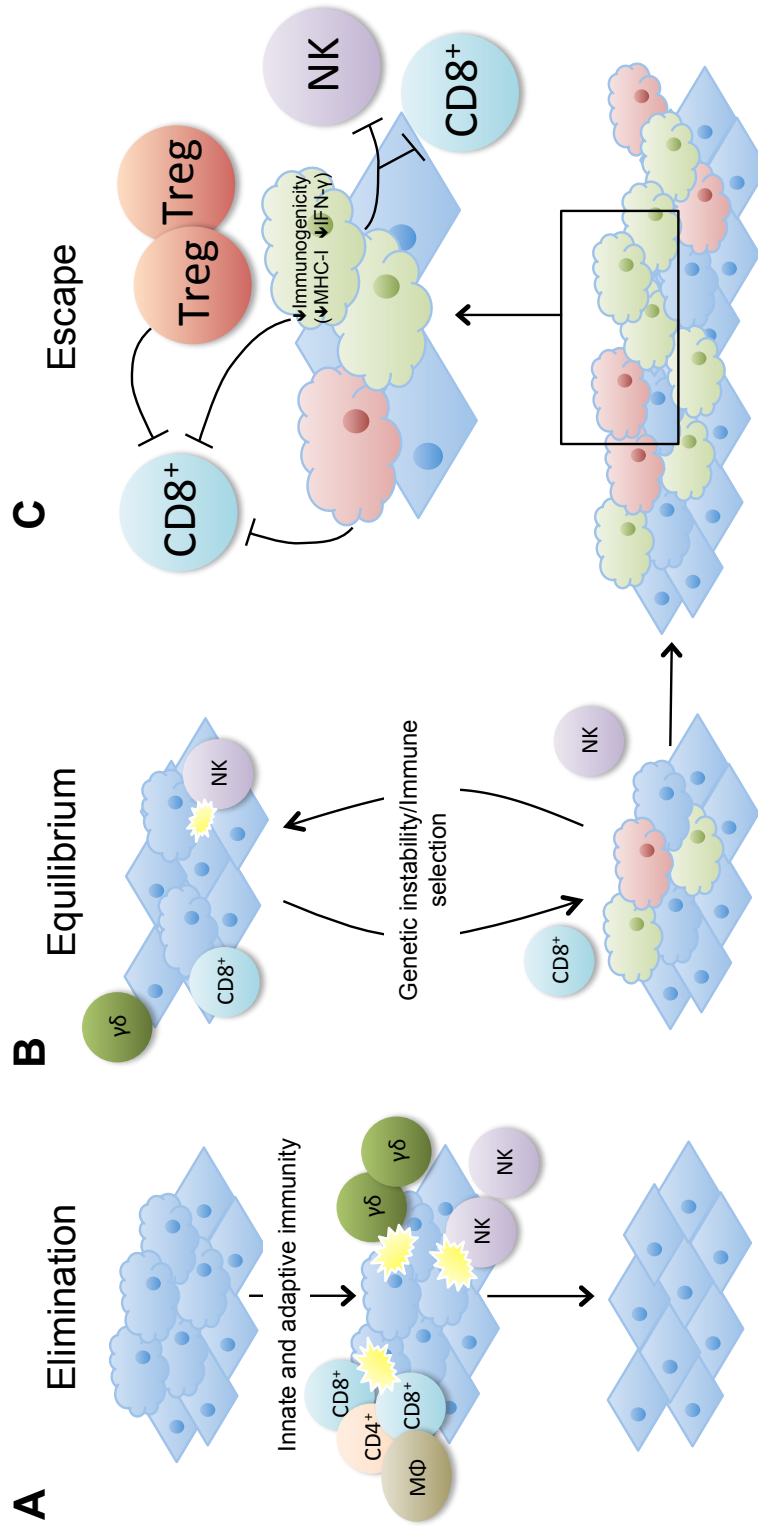 A
Elimination
Innate and adaptive immunity
CD8⁺
CD4⁺
CD8⁺
MΦ
γδ
γδ
NK
NK
B
Equilibrium
γδ
CD8⁺
NK
Genetic instability/Immune
selection
CD8⁺
NK
C
Escape
CD8⁺
Treg
Treg
↓Immunogenicity
(↓MHC-I ↓IFN-γ)
NK
CD8⁺